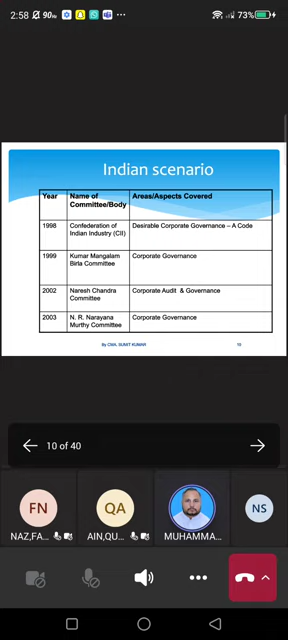 2:58 90% 73%
Indian scenario
Year Name of Committee/Body Areas/Aspects Covered
1998 Confederation of Indian Industry (CII) Desirable Corporate Governance – A Code
1999 Kumar Mangalam Birla Committee Corporate Governance
2002 Naresh Chandra Committee Corporate Audit & Governance
2003 N. R. Narayana Murthy Committee Corporate Governance
By CMA. SUMIT KUMAR 10
10 of 40
FN QA NS
NAZ,FA... AIN,QU... MUHAMMA...